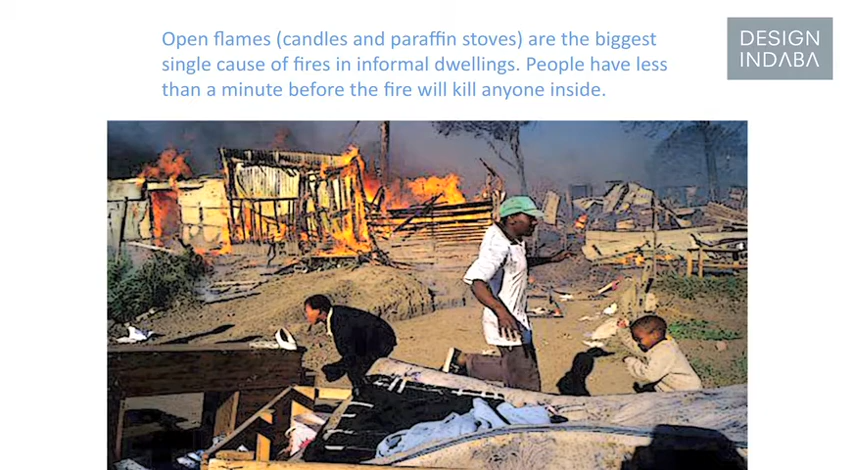 Open flames (candles and paraffin stoves) are the biggest
single cause of fires in informal dwellings. People have less
than a minute before the fire will kill anyone inside.
DESIGN
INDABA